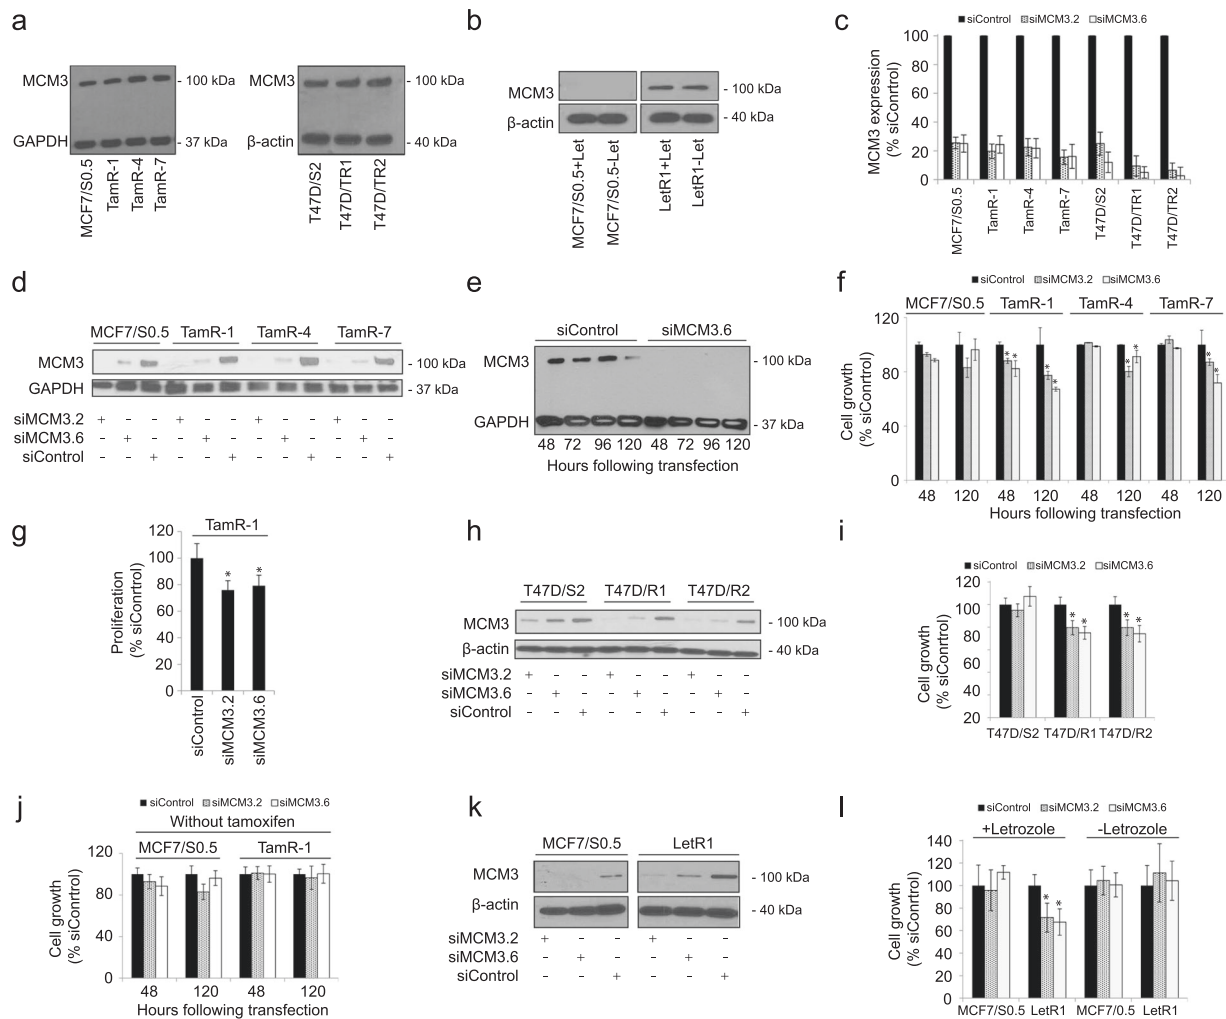 a
MCM3
- 100 kDa
GAPDH
- 37 kDa
MCF7/S0.5
TamR-1
TamR-4
TamR-7
MCM3
- 100 kDa
β-actin
- 40 kDa
T47D/S2
T47D/TR1
T47D/TR2
b
MCM3
- 100 kDa
β-actin
- 40 kDa
MCF7/S0.5+Let
MCF7/S0.5-Let
LetR1+Let
LetR1-Let
c
siControl siMCM3.2 siMCM3.6
MCM3 expression
(% siConrtrol)
100
80
60
40
20
0
MCF7/S0.5
TamR-1
TamR-4
TamR-7
T47D/S2
T47D/TR1
T47D/TR2
d
MCF7/S0.5 TamR-1 TamR-4 TamR-7
MCM3
- 100 kDa
GAPDH
- 37 kDa
siMCM3.2 + - - + - - + - - + - -
siMCM3.6 - + - - + - - + - - + -
siControl - - + - - + - - + - - +
e
siControl siMCM3.6
MCM3
- 100 kDa
GAPDH
- 37 kDa
48 72 96 120 48 72 96 120
Hours following transfection
f
siControl siMCM3.2 siMCM3.6
MCF7/S0.5 TamR-1 TamR-4 TamR-7
Cell growth
(% siConrtrol)
120
80
40
0
* * * * * * * *
48 120 48 120 48 120 48 120
Hours following transfection
g
TamR-1
Proliferation
(% siConrtrol)
120
100
80
60
40
20
0
* *
siControl
siMCM3.2
siMCM3.6
h
T47D/S2 T47D/R1 T47D/R2
MCM3
- 100 kDa
β-actin
- 40 kDa
siMCM3.2 + - - + - - + - -
siMCM3.6 - + - - + - - + -
siControl - - + - - + - - +
i
siControl siMCM3.2 siMCM3.6
Cell growth
(% siConrtrol)
120
100
80
60
40
20
* * * *
T47D/S2 T47D/R1 T47D/R2
j
siControl siMCM3.2 siMCM3.6
Without tamoxifen
MCF7/S0.5 TamR-1
Cell growth
(% siConrtrol)
120
80
40
0
48 120 48 120
Hours following transfection
k
MCF7/S0.5 LetR1
MCM3
- 100 kDa
β-actin
- 40 kDa
siMCM3.2 + - - + - -
siMCM3.6 - + - - + -
siControl - - + - - +
l
siControl siMCM3.2 siMCM3.6
+Letrozole -Letrozole
Cell growth
(% siConrtrol)
140
120
100
80
60
40
20
0
* *
MCF7/S0.5 LetR1 MCF7/0.5 LetR1